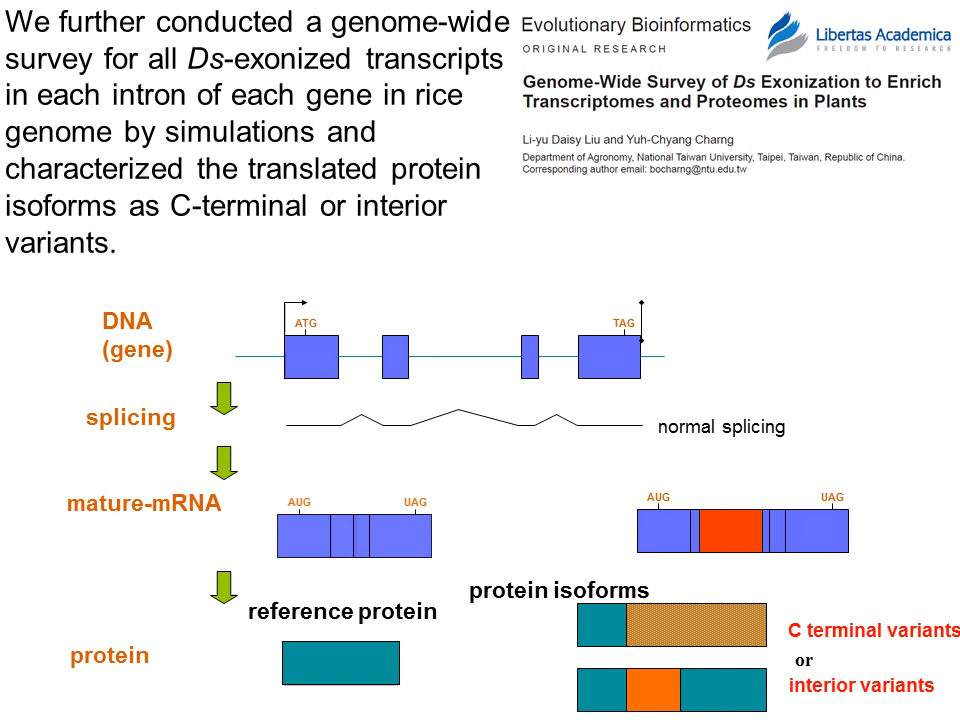 We further conducted a genome-wide
survey for all Ds-exonized transcripts
in each intron of each gene in rice
genome by simulations and
characterized the translated protein
isoforms as C-terminal or interior
variants.
Evolutionary Bioinformatics
ORIGINAL RESEARCH
Libertas Academica
FREEDOM TO RESEARCH
Genome-Wide Survey of Ds Exonization to Enrich
Transcriptomes and Proteomes in Plants
Li-yu Daisy Liu and Yuh-Chyang Charng
Department of Agronomy, National Taiwan University, Taipei, Taiwan, Republic of China.
Corresponding author email: bocharng@ntu.edu.tw
DNA
(gene)
ATG
TAG
splicing
normal splicing
mature-mRNA
AUG
UAG
AUG
UAG
protein isoforms
reference protein
protein
C terminal variants
or
interior variants